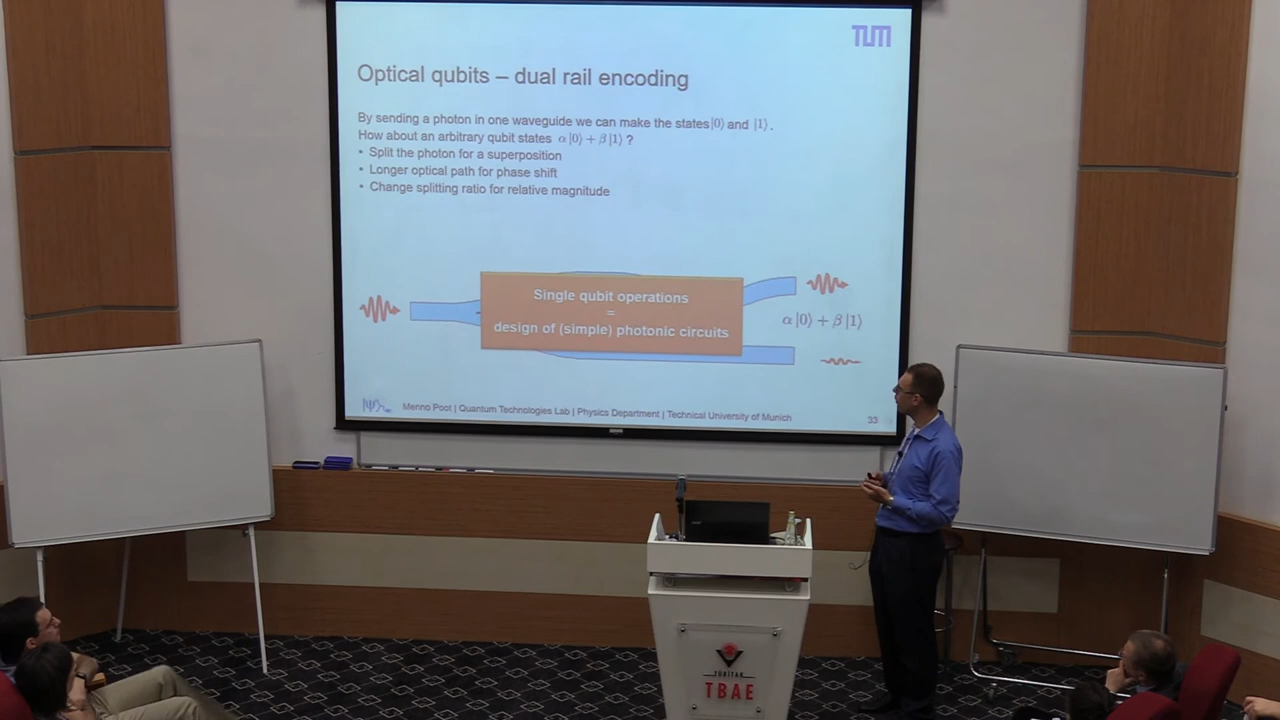 TUM
Optical qubits – dual rail encoding
By sending a photon in one waveguide we can make the states |0⟩ and |1⟩.
How about an arbitrary qubit states α|0⟩ + β|1⟩ ?
• Split the photon for a superposition
• Longer optical path for phase shift
• Change splitting ratio for relative magnitude
Single qubit operations
=
design of (simple) photonic circuits
α|0⟩ + β|1⟩
Menno Poot | Quantum Technologies Lab | Physics Department | Technical University of Munich
33
TÜBİTAK
TBAE